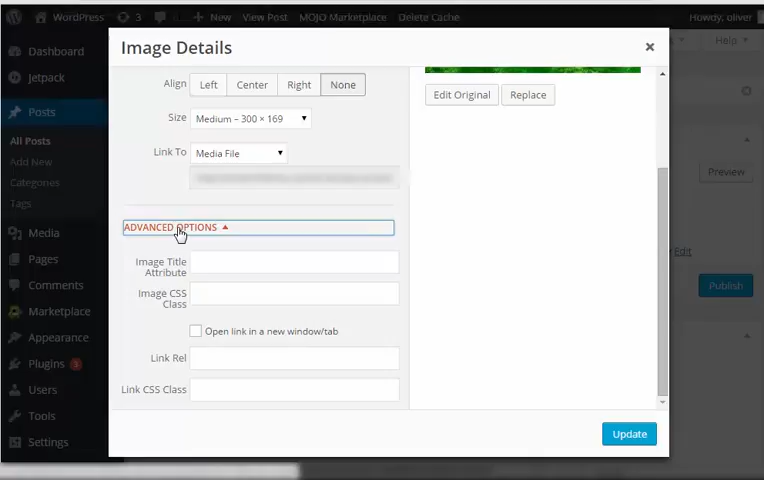 WordPress 3 New View Post MOJO Marketplace Delete Cache Howdy, oliver
Image Details
Help
Dashboard
Jetpack
Posts
All Posts
Add New
Categories
Tags
Media
Pages
Comments
Marketplace
Appearance
Plugins 3
Users
Tools
Settings
Align Left Center Right None
Size Medium – 300 × 169
Link To Media File
ADVANCED OPTIONS
Image Title
Attribute
Image CSS
Class
Open link in a new window/tab
Link Rel
Link CSS Class
Edit Original Replace
Update
Preview
Edit
Publish